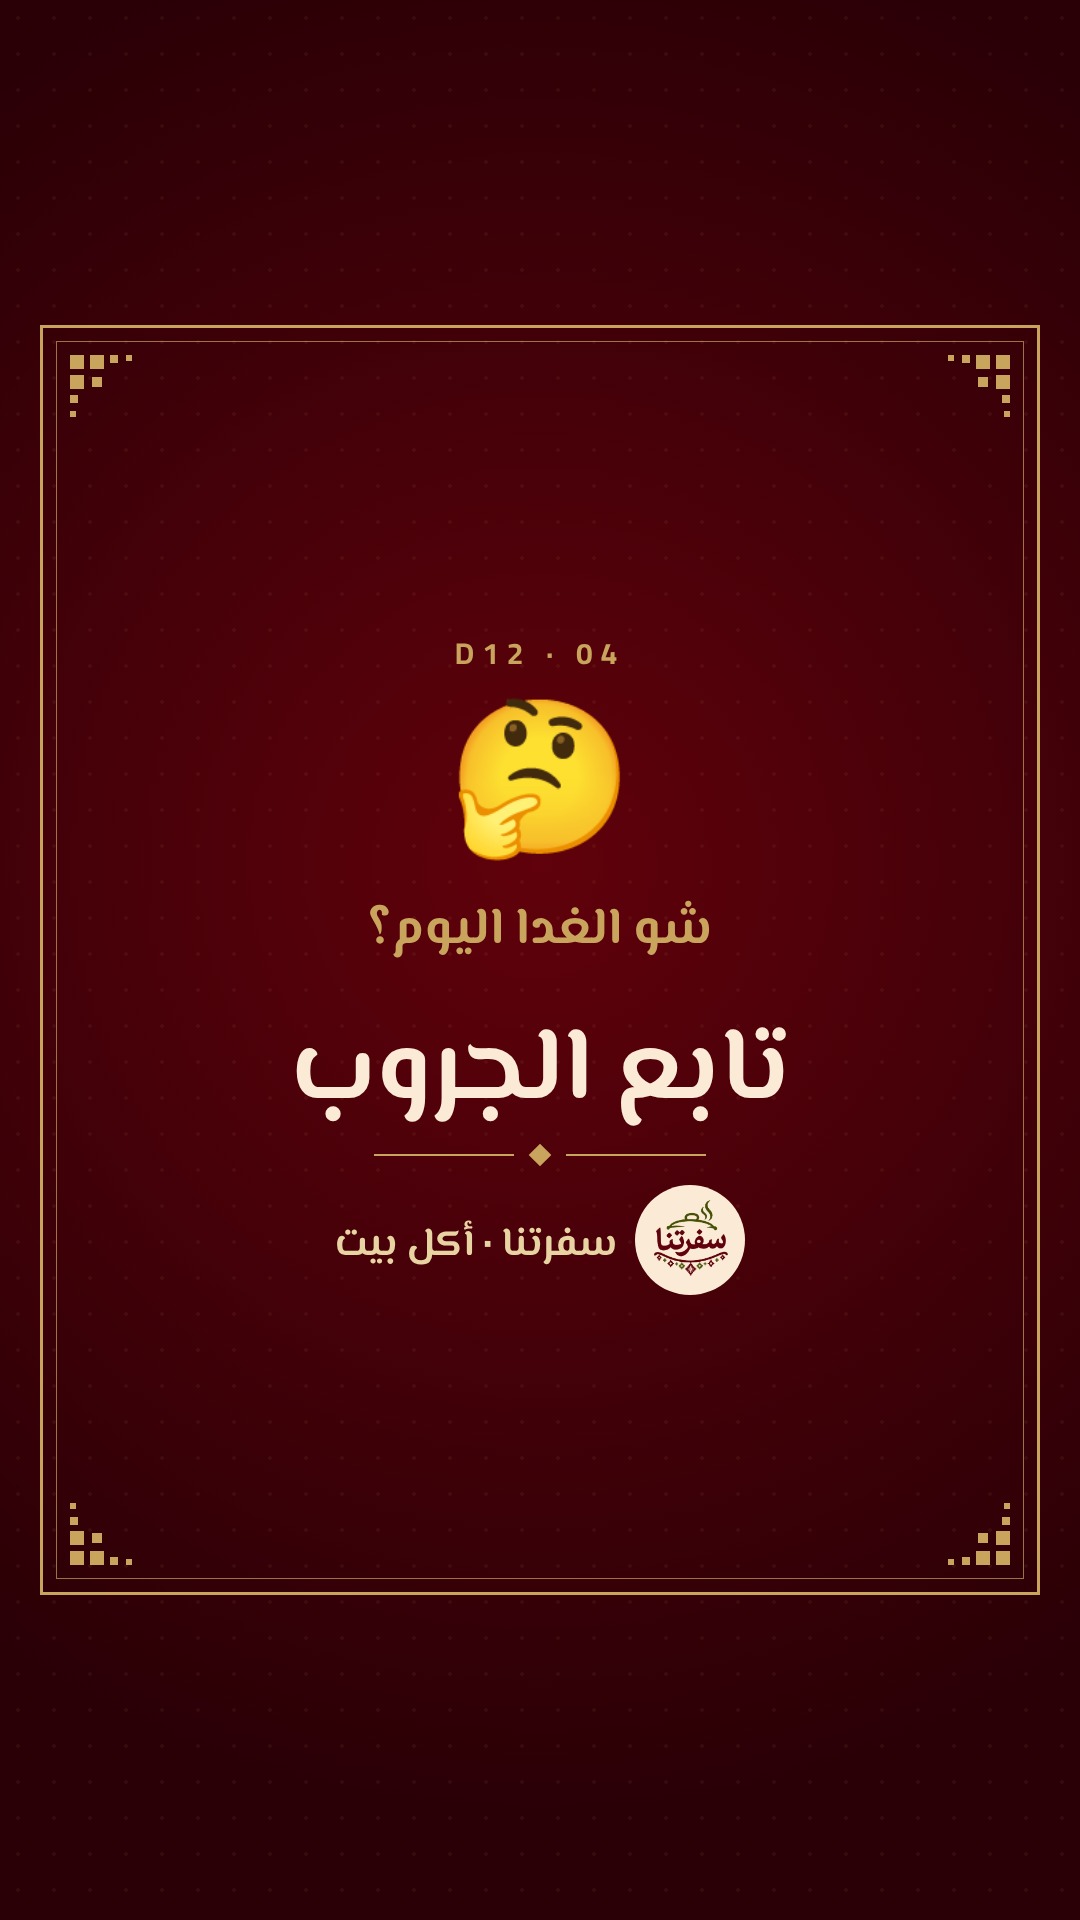 D12 · 04
شو الغدا اليوم؟
تابع الجروب
سفرتنا
سفرتنا · أكل بيت